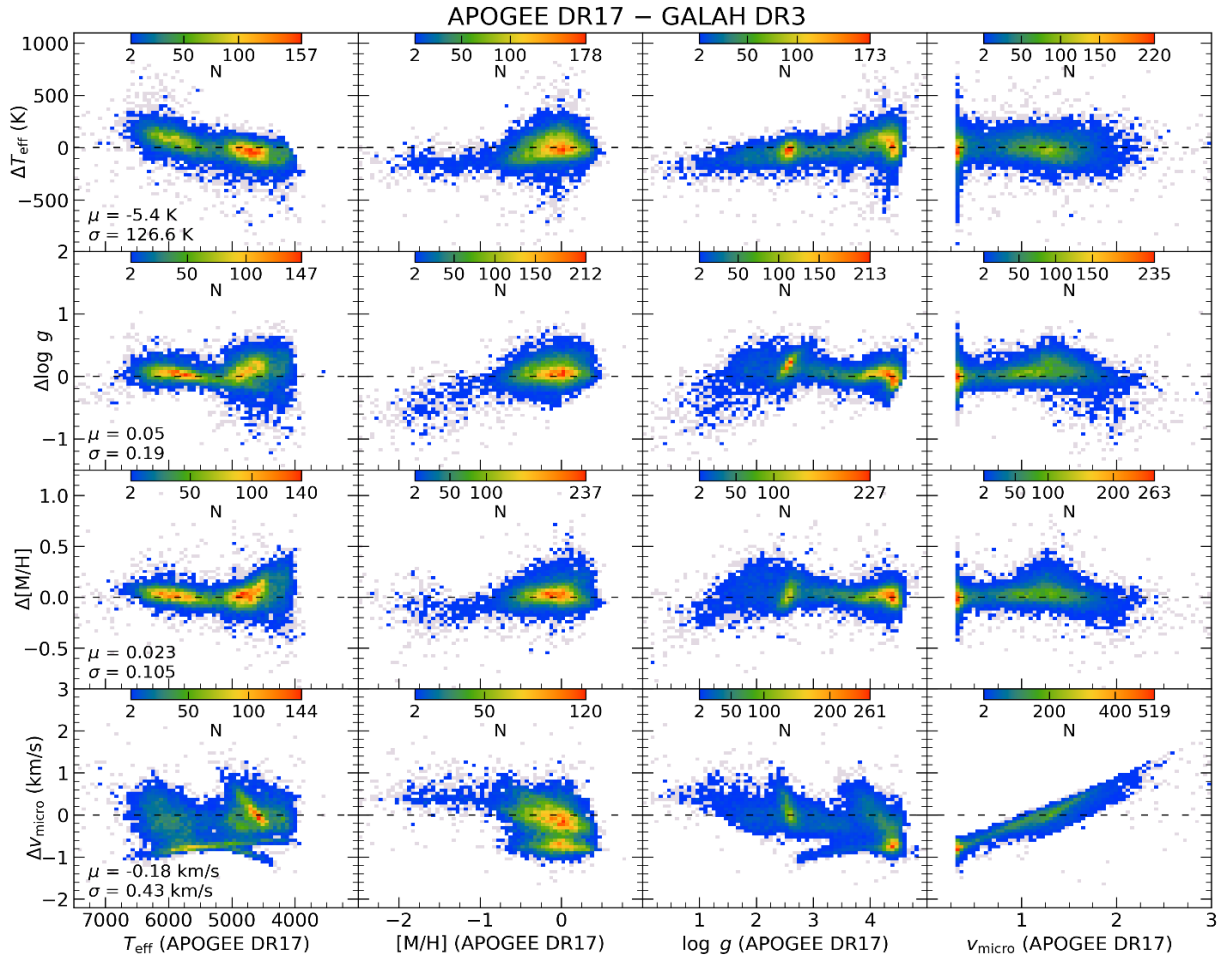 APOGEE DR17 − GALAH DR3
2 50 100 157
N
2 50 100 178
N
2 50 100 173
N
2 50 100 150 220
N
1000
500
0
−500
ΔTeff (K)
μ = -5.4 K
σ = 126.6 K
2 50 100 147
N
2 50 100 150 212
N
2 50 100 150 213
N
2 50 100 150 235
N
2
1
0
−1
Δlog g
μ = 0.05
σ = 0.19
2 50 100 140
N
2 50 100 237
N
2 50 100 227
N
2 50 100 200 263
N
1.0
0.5
0.0
−0.5
Δ[M/H]
μ = 0.023
σ = 0.105
2 50 100 144
N
2 50 120
N
2 50 100 200 261
N
2 200 400 519
N
3
2
1
0
−1
−2
Δvmicro (km/s)
μ = -0.18 km/s
σ = 0.43 km/s
7000 6000 5000 4000
−2 −1 0
1 2 3 4
1 2 3
Teff (APOGEE DR17)
[M/H] (APOGEE DR17)
log g (APOGEE DR17)
vmicro (APOGEE DR17)